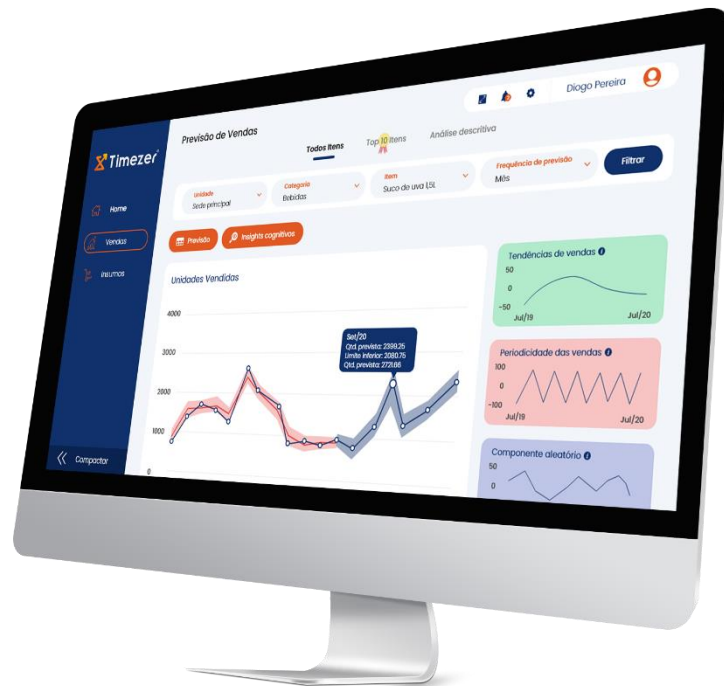 Timezer
Home
Vendas
Insumos
Compactar
Previsão de Vendas
Diogo Pereira
Todos Itens
Top 10 Itens
Análise descritiva
Unidade
Sede principal
Categoria
Bebidas
Item
Suco de uva 1,5L
Frequência de previsão
Mês
Filtrar
Previsão
Insights cognitivos
Unidades Vendidas
4000
3000
2000
1000
0
Set/20
Qtd. prevista: 2399.25
Limite inferior: 2080.75
Qtd. prevista: 2721.66
Tendências de vendas
50
0
-50
Jul/19
Jul/20
Periodicidade das vendas
100
0
-100
Jul/19
Jul/20
Componente aleatório
50
0